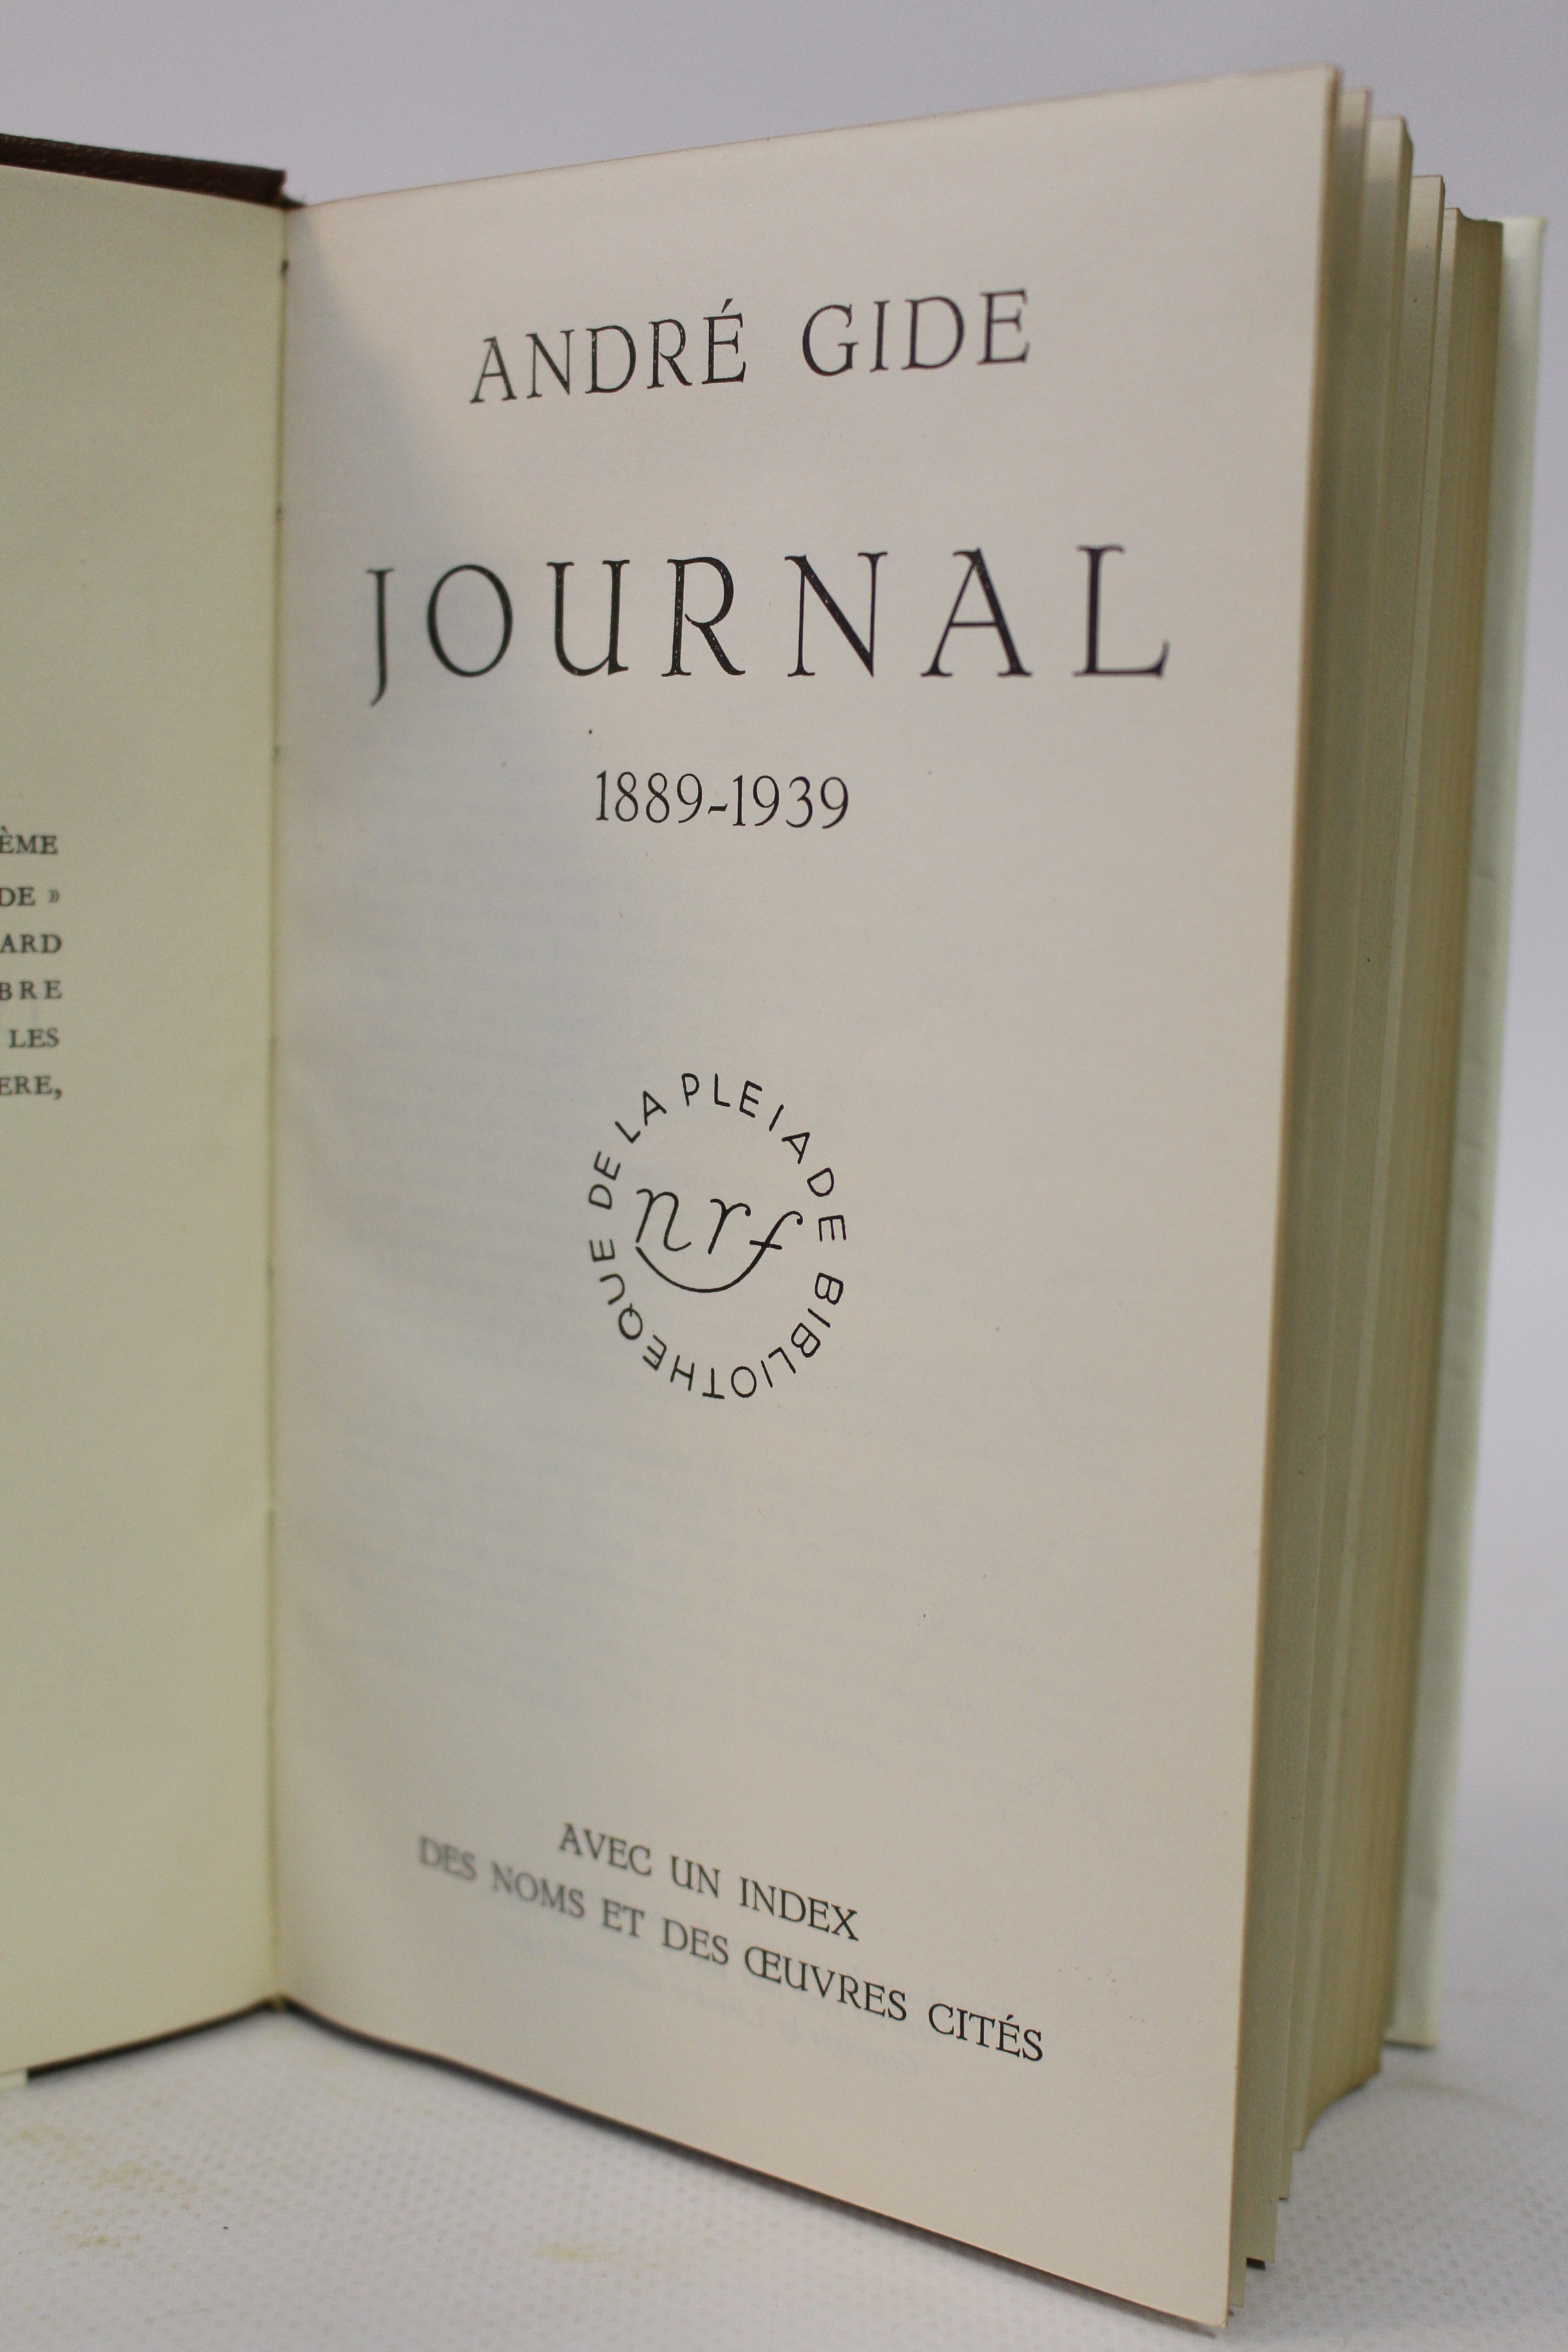 ÈME
DE »
ARD
BRE
LES
ERE,
ANDRÉ GIDE
JOURNAL
1889-1939
BIBLIOTHEQUE DE LA PLEIADE
nrf
AVEC UN INDEX
DES NOMS ET DES ŒUVRES CITÉS